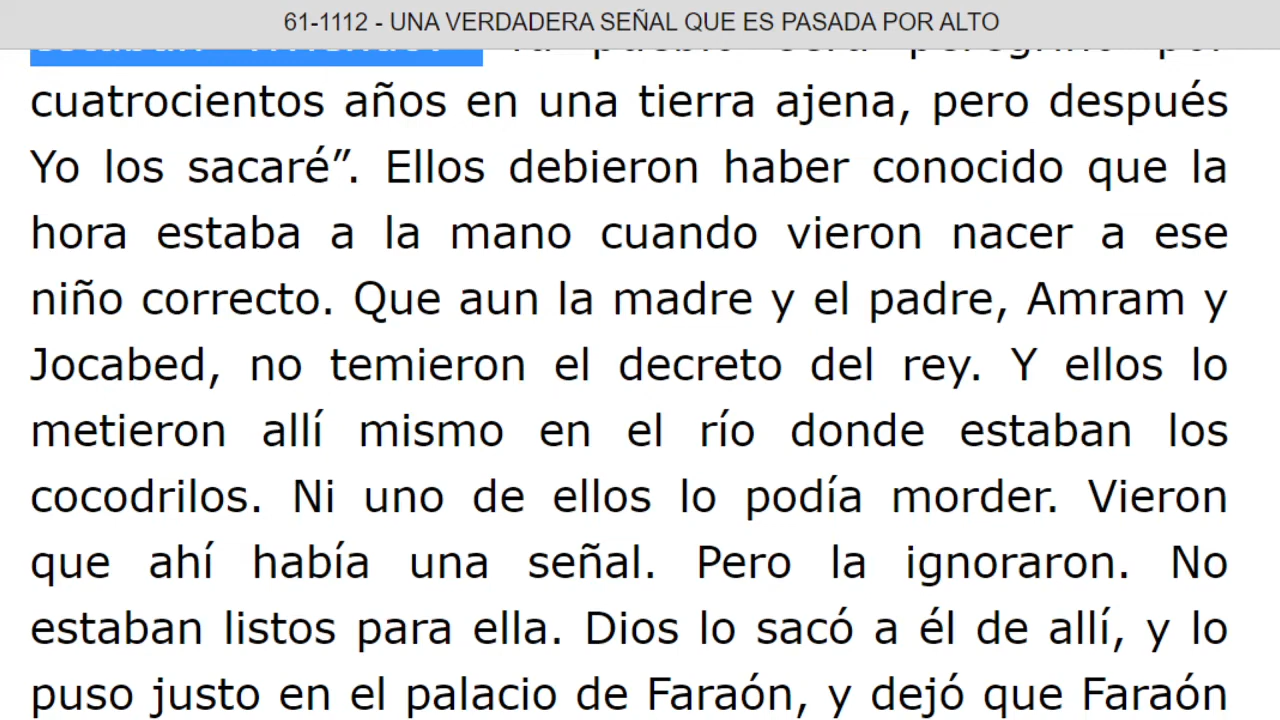 61-1112 - UNA VERDADERA SEÑAL QUE ES PASADA POR ALTO
pueblo será peregrino por
cuatrocientos años en una tierra ajena, pero después
Yo los sacaré”. Ellos debieron haber conocido que la
hora estaba a la mano cuando vieron nacer a ese
niño correcto. Que aun la madre y el padre, Amram y
Jocabed, no temieron el decreto del rey. Y ellos lo
metieron allí mismo en el río donde estaban los
cocodrilos. Ni uno de ellos lo podía morder. Vieron
que ahí había una señal. Pero la ignoraron. No
estaban listos para ella. Dios lo sacó a él de allí, y lo
puso justo en el palacio de Faraón, y dejó que Faraón